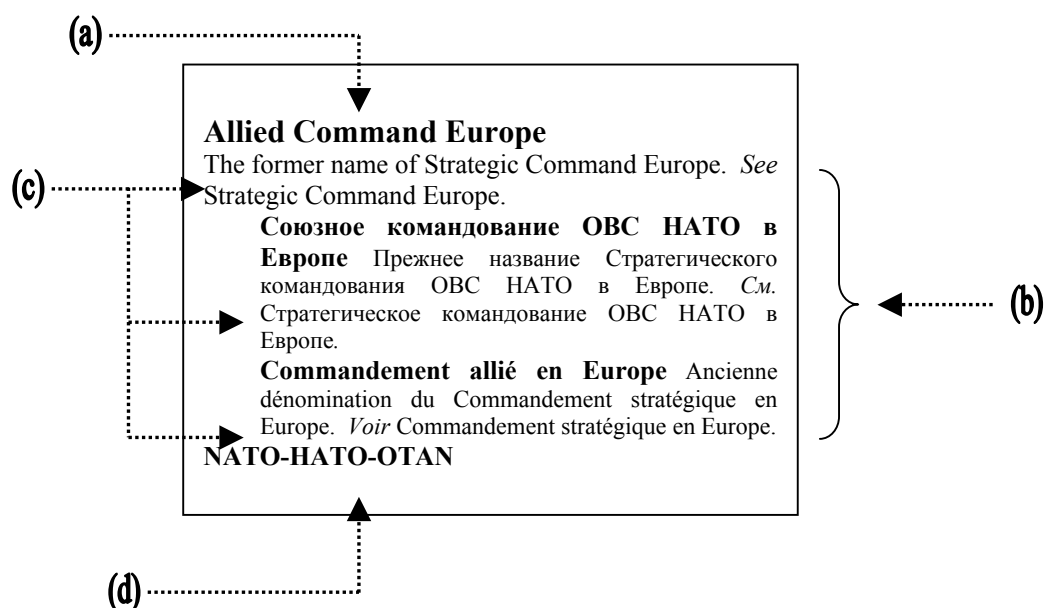 (a)
Allied Command Europe
The former name of Strategic Command Europe. See
(c)
Strategic Command Europe.
Союзное командование ОВС НАТО в
Европе Прежнее название Стратегического
командования ОВС НАТО в Европе. См.
(b)
Стратегическое командование ОВС НАТО в
Европе.
Commandement allié en Europe Ancienne
dénomination du Commandement stratégique en
Europe. Voir Commandement stratégique en Europe.
NATO-НАТО-OTAN
(d)